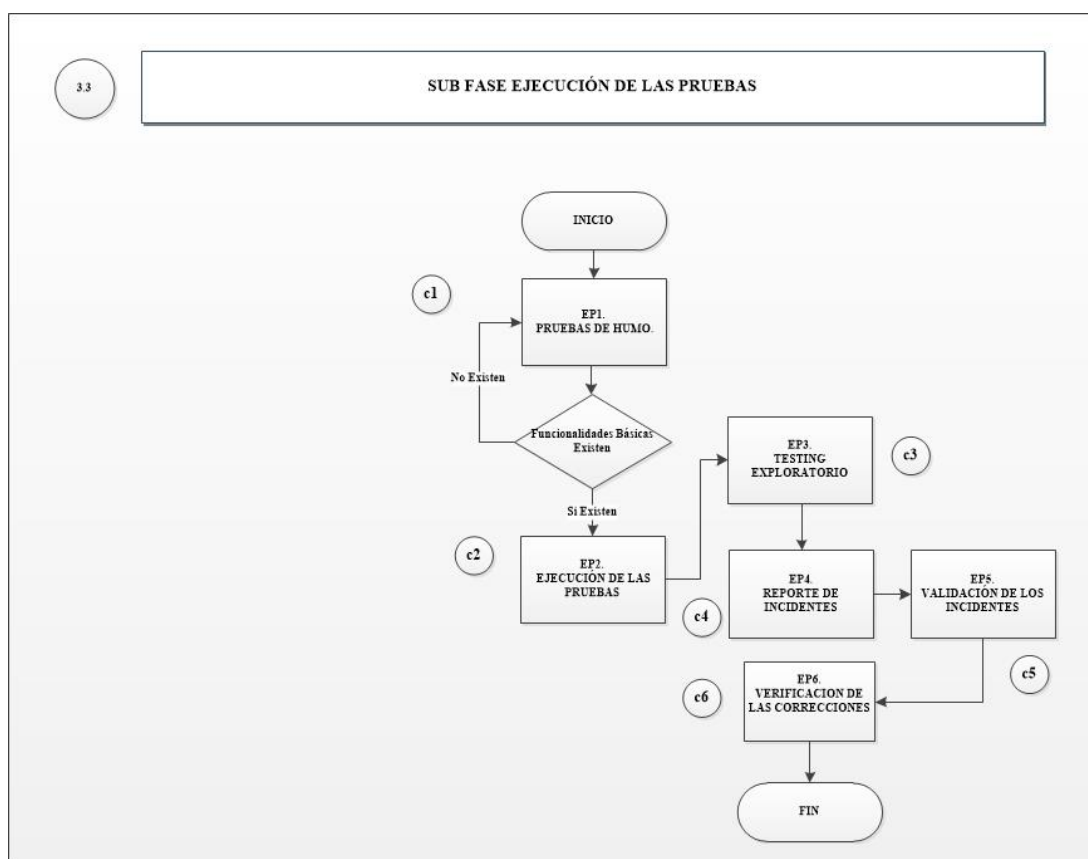 3.3
SUB FASE EJECUCIÓN DE LAS PRUEBAS
INICIO
c1
EP1.
PRUEBAS DE HUMO.
No Existen
Funcionalidades Básicas
Existen
Si Existen
c2
EP2.
EJECUCIÓN DE LAS
PRUEBAS
EP3.
TESTING
EXPLORATORIO
c3
EP4.
REPORTE DE
INCIDENTES
c4
EP5.
VALIDACIÓN DE LOS
INCIDENTES
c5
EP6.
VERIFICACION DE
LAS CORRECCIONES
c6
FIN